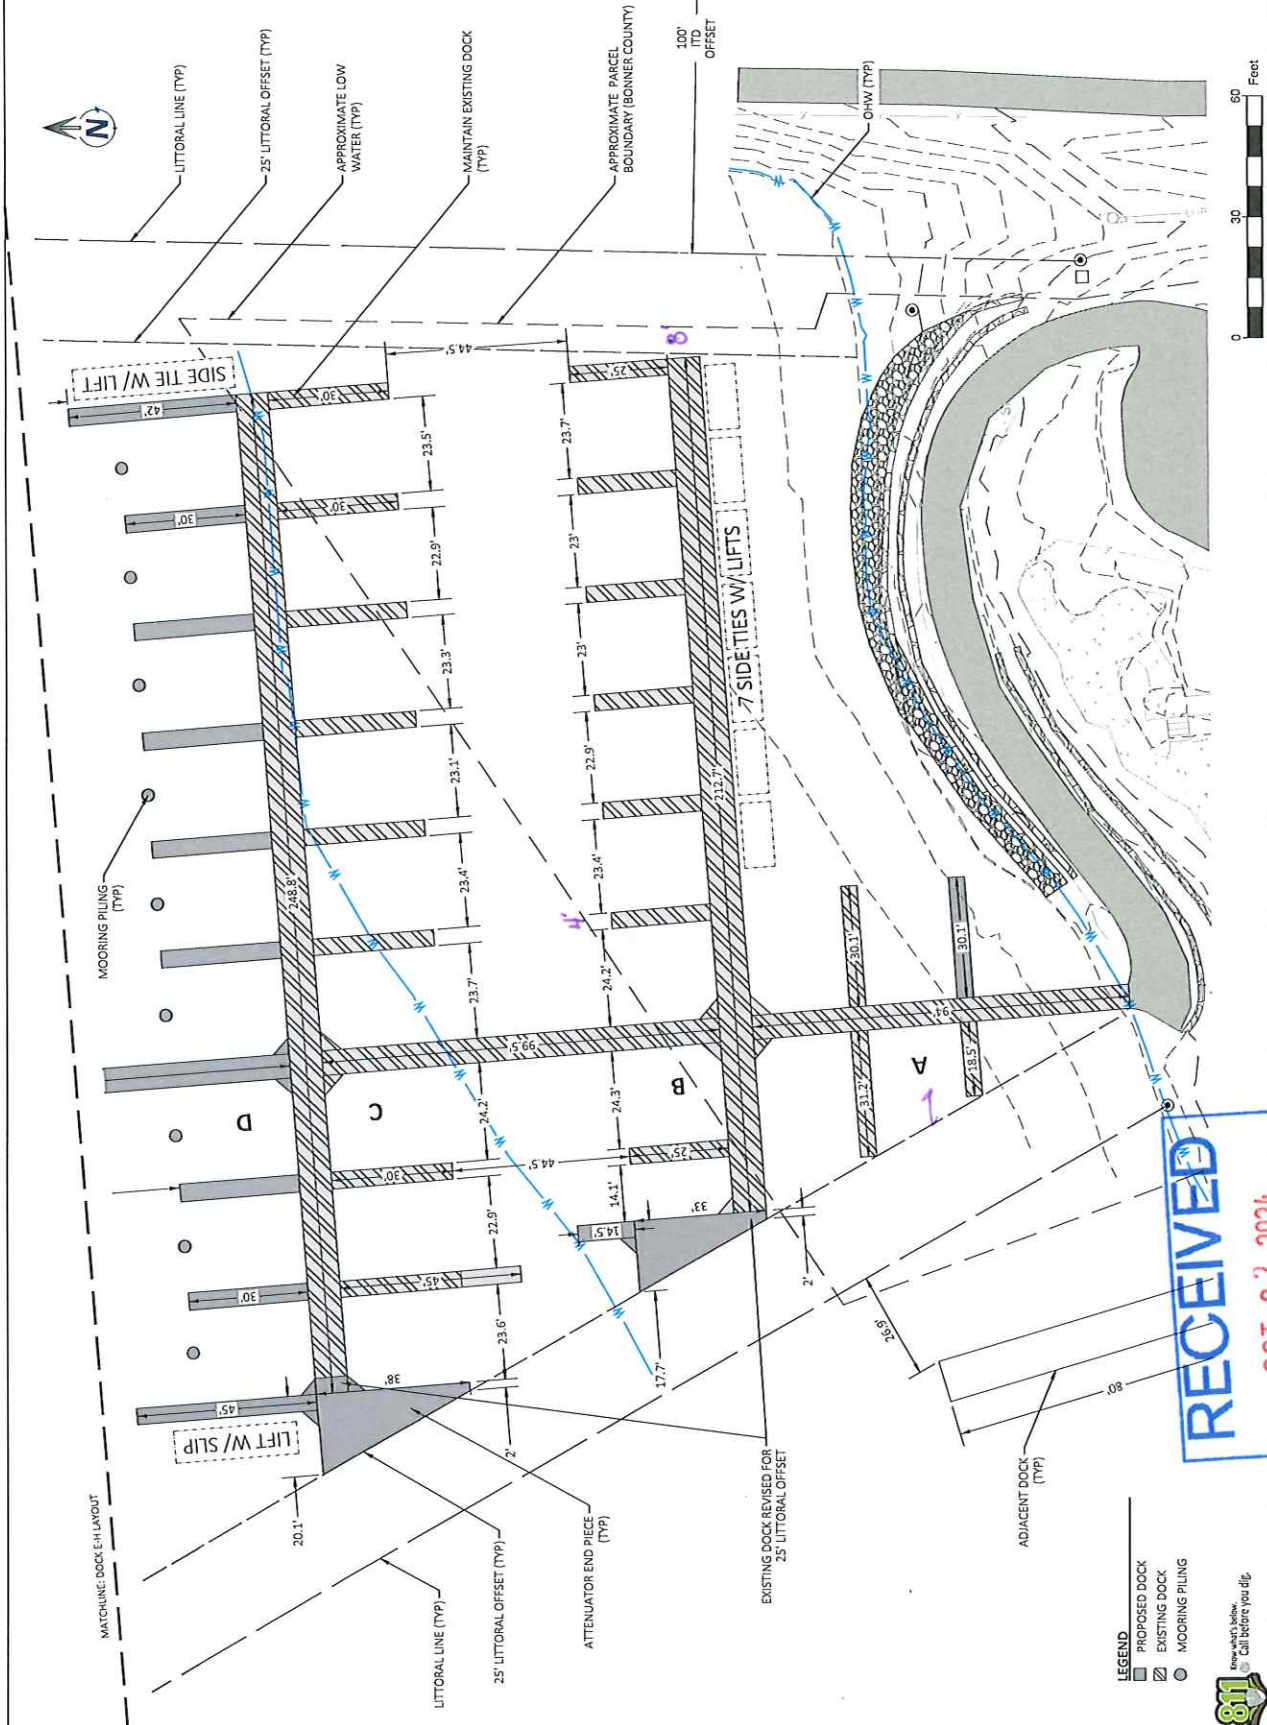 MATCHLINE: DOCK E-H LAYOUT
LITTORAL LINE (TYP)
25' LITTORAL OFFSET (TYP)
APPROXIMATE LOW
WATER (TYP)
MAINTAIN EXISTING DOCK
(TYP)
APPROXIMATE PARCEL
BOUNDARY (BONNER COUNTY)
100'
ITD
OFFSET
N
OHW (TYP)
MOORING PILING
(TYP)
SIDE TIE W/ LIFT
42'
30'
30'
30'
248.8'
D
30'
45'
LIFT W/ SLIP
20.1'
38'
2'
C
30'
45'
23.5'
22.9'
23.3'
23.1'
23.4'
23.7'
24.2'
22.9'
23.6'
44.5'
44.5'
99.5'
25'
8'
23.7'
23'
23'
22.9'
23.4'
24.2'
24.3'
14.1'
4'
B
25'
14.5'
33'
2'
17.7'
212.7'
7 SIDE TIES W/ LIFTS
94'
A
30.1'
30.1'
31.2'
18.5'
W
LITTORAL LINE (TYP)
25' LITTORAL OFFSET (TYP)
ATTENUATOR END PIECE
(TYP)
EXISTING DOCK REVISED FOR
25' LITTORAL OFFSET
ADJACENT DOCK
(TYP)
26.9'
80'
RECEIVED
LEGEND
PROPOSED DOCK
EXISTING DOCK
MOORING PILING
811
Know what's below.
Call before you dig.
0 30 60
Feet